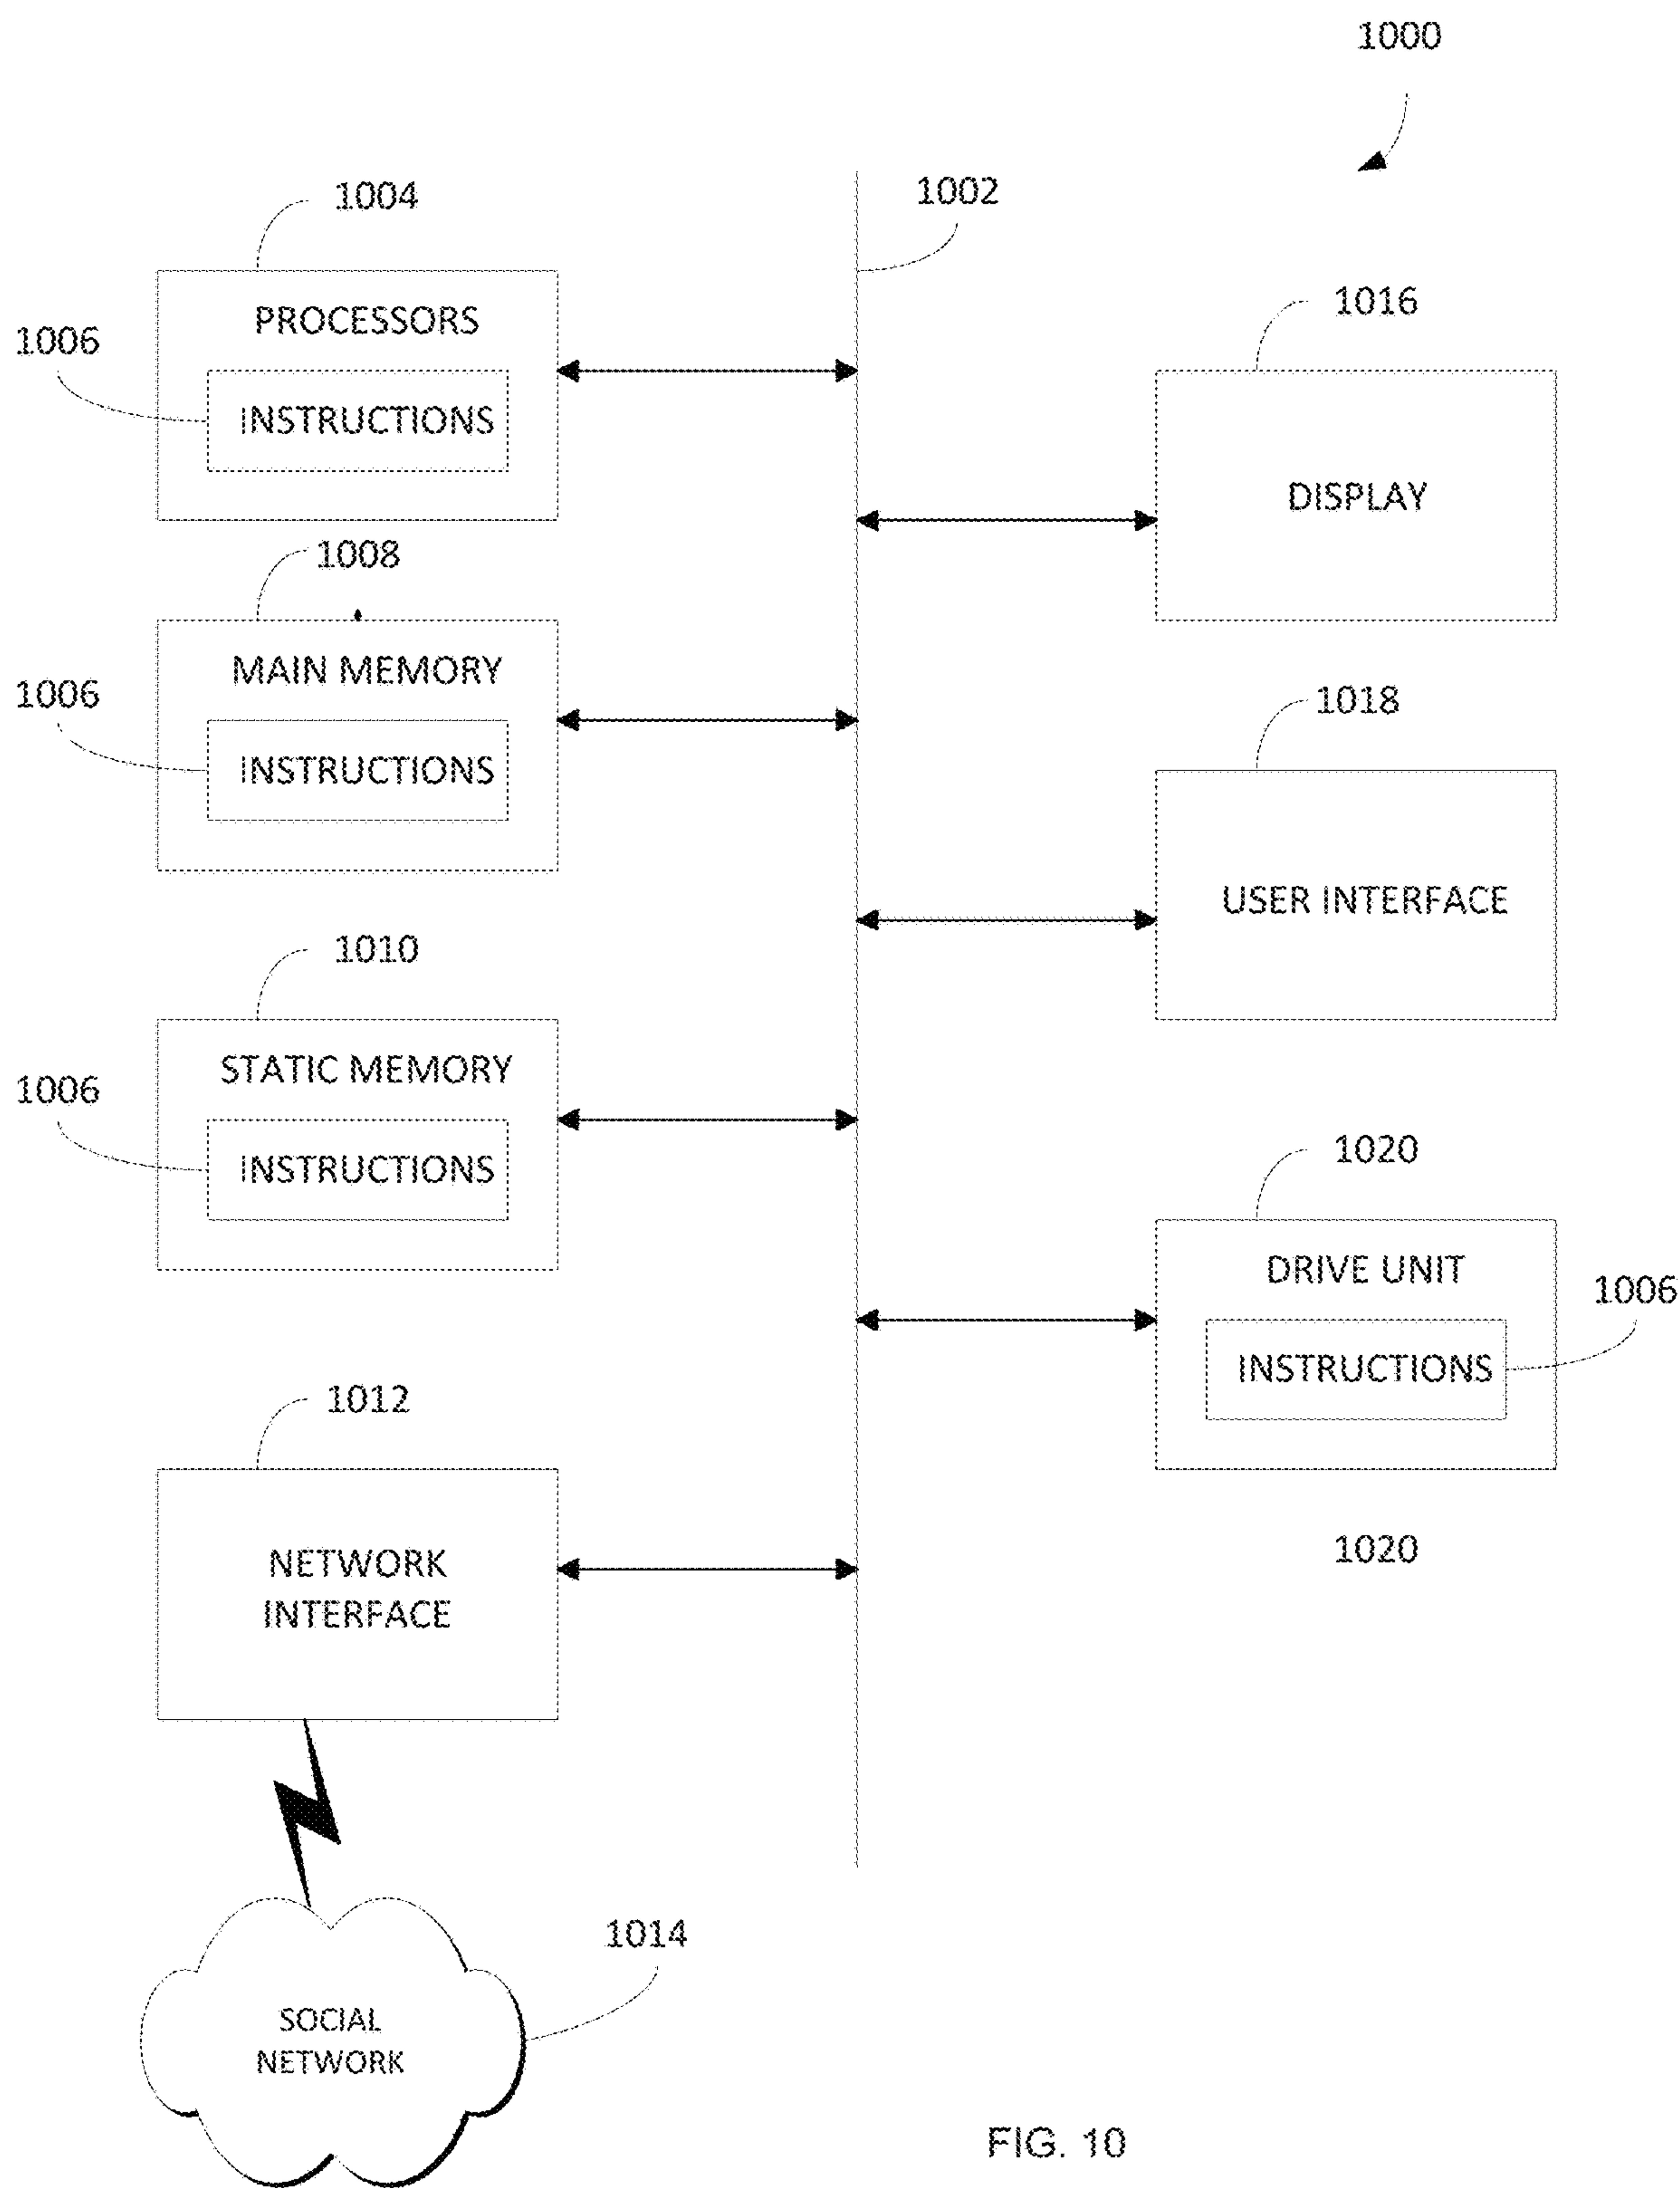 1000
1004
1002
PROCESSORS
1006
INSTRUCTIONS
1016
DISPLAY
1008
MAIN MEMORY
1006
INSTRUCTIONS
1018
USER INTERFACE
1010
STATIC MEMORY
1006
INSTRUCTIONS
1020
DRIVE UNIT
1006
INSTRUCTIONS
1012
NETWORK
INTERFACE
1020
1014
SOCIAL
NETWORK
FIG. 10